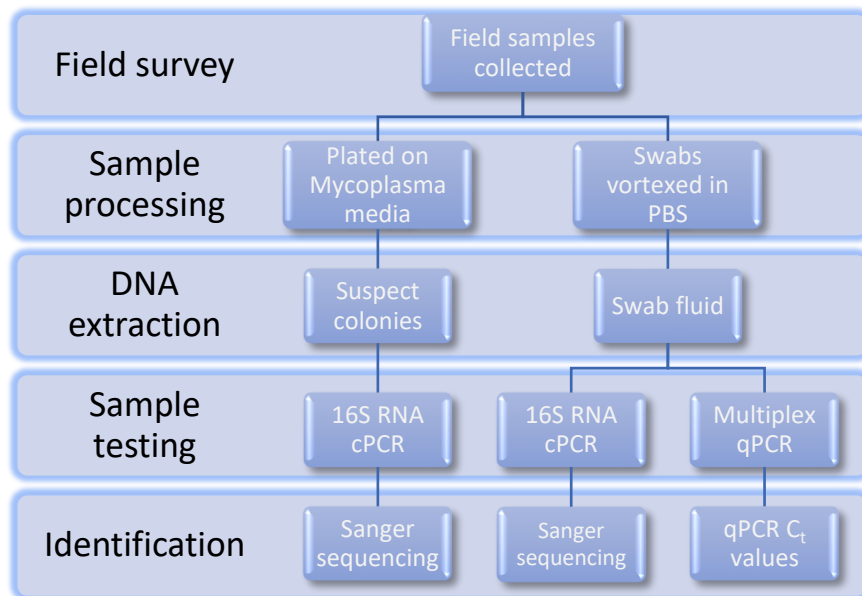 Field survey
Field samples
collected
Sample
processing
Plated on
Mycoplasma
media
Swabs
vortexed in
PBS
DNA
extraction
Suspect
colonies
Swab fluid
Sample
testing
16S RNA
cPCR
16S RNA
cPCR
Multiplex
qPCR
Identification
Sanger
sequencing
Sanger
sequencing
qPCR Ct
values